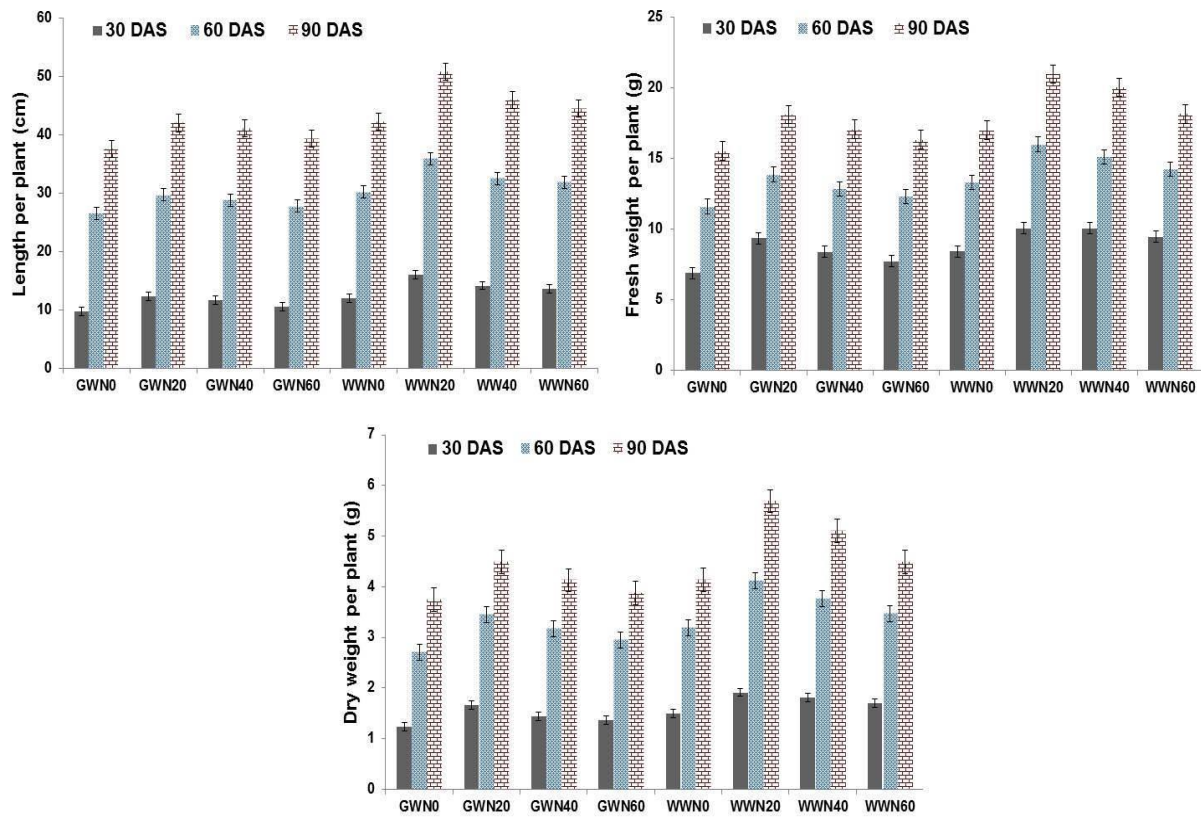 60
50
40
30
20
10
0
Length per plant (cm)
30 DAS 60 DAS 90 DAS
GWN0 GWN20 GWN40 GWN60 WWN0 WWN20 WW40 WWN60
25
20
15
10
5
0
Fresh weight per plant (g)
30 DAS 60 DAS 90 DAS
GWN0 GWN20 GWN40 GWN60 WWN0 WWN20 WWN40 WWN60
7
6
5
4
3
2
1
0
Dry weight per plant (g)
30 DAS 60 DAS 90 DAS
GWN0 GWN20 GWN40 GWN60 WWN0 WWN20 WWN40 WWN60